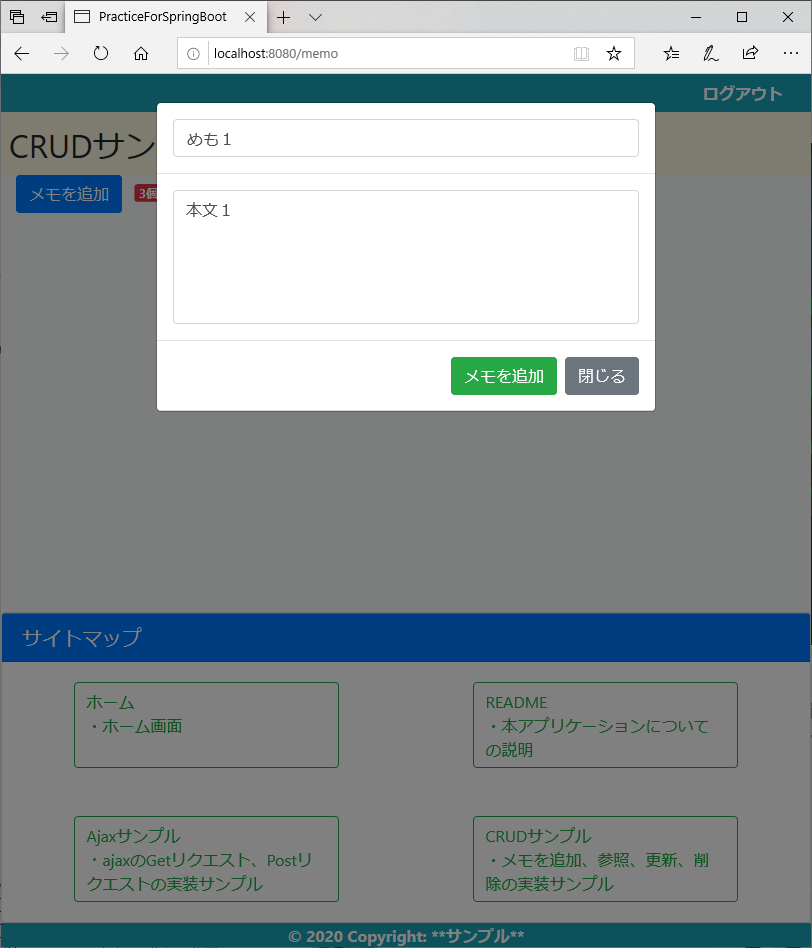 PracticeForSpringBoot
localhost:8080/memo
ログアウト
CRUDサン
メモを追加
3個
めも１
本文１
メモを追加
閉じる
サイトマップ
ホーム
・ホーム画面
README
・本アプリケーションについて
の説明
Ajaxサンプル
・ajaxのGetリクエスト、Postリ
クエストの実装サンプル
CRUDサンプル
・メモを追加、参照、更新、削
除の実装サンプル
© 2020 Copyright: **サンプル**